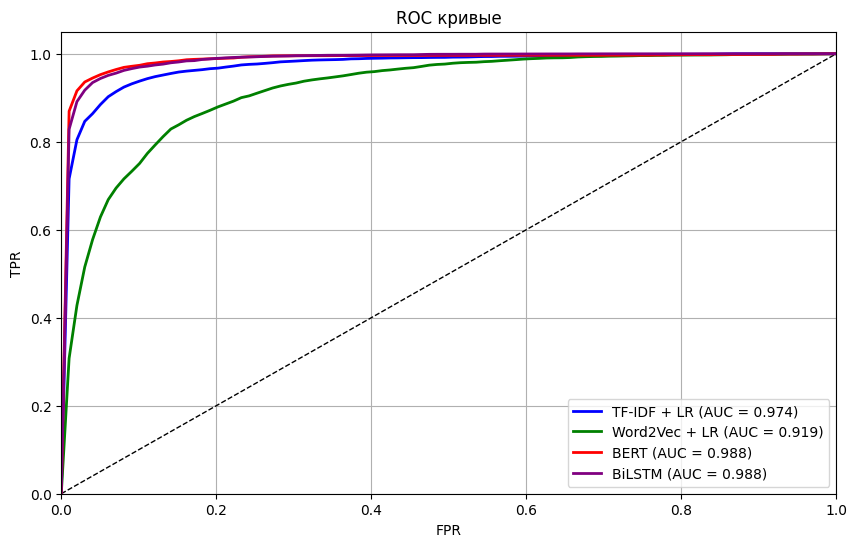 ROC кривые
1.0
0.8
0.6
0.4
0.2
0.0
TPR
0.0 0.2 0.4 0.6 0.8 1.0
FPR
TF-IDF + LR (AUC = 0.974)
Word2Vec + LR (AUC = 0.919)
BERT (AUC = 0.988)
BiLSTM (AUC = 0.988)